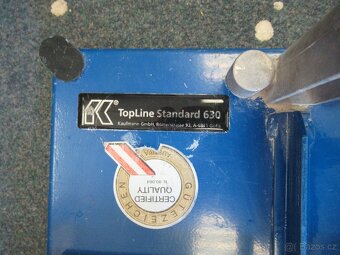 K®
TopLine Standard 630
Kaufmann GmbH,
GÜTEZEICHEN
CERTIFIED
QUALITY
bazos.cz